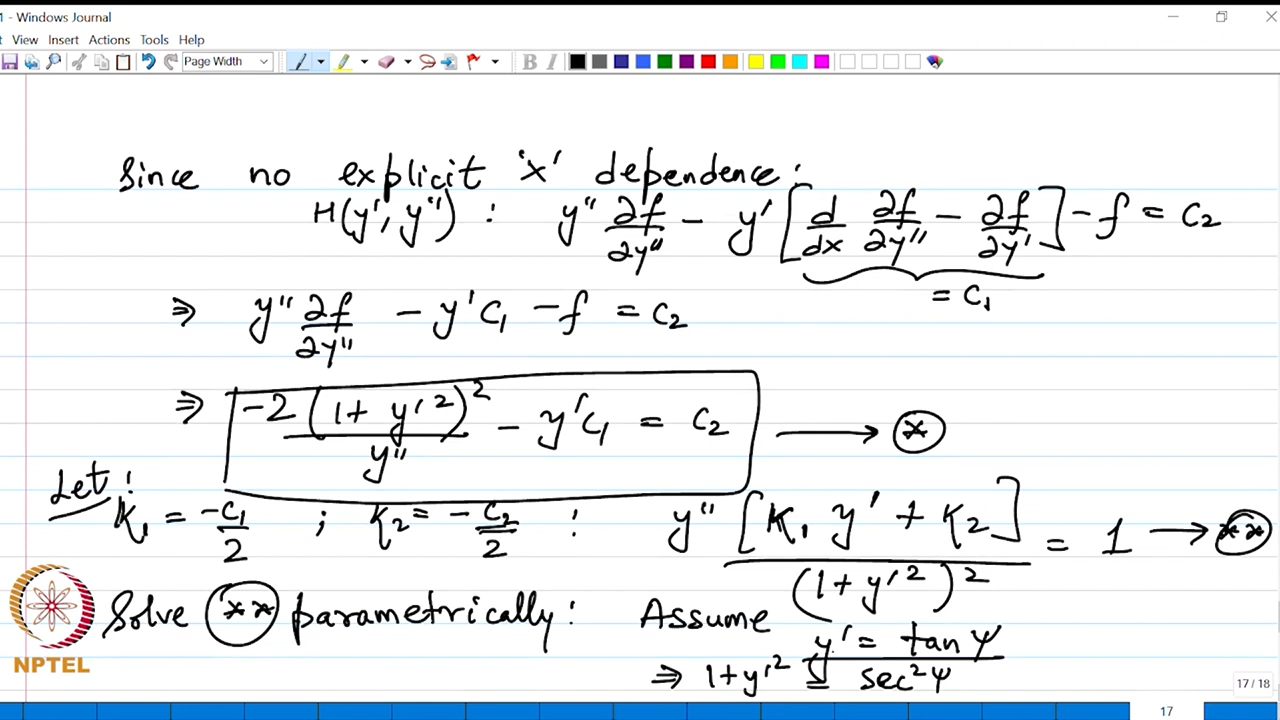 1 - Windows Journal
View Insert Actions Tools Help
Page Width
B I
Since no explicit 'x' dependence:
H(y', y'') : y'' ∂f/∂y'' - y' [d/dx ∂f/∂y'' - ∂f/∂y'] - f = c₂
= c₁
⇒ y'' ∂f/∂y'' - y'c₁ - f = c₂
⇒ -2(1+y'²)²/y'' - y'c₁ = c₂ → (*)
Let:
K₁ = -c₁/2 ; K₂ = -c₂/2 : y''[K₁y' + K₂]/(1+y'²)² = 1 → (**)
Solve (**) parametrically: Assume y' = tan ψ
⇒ 1+y'² = sec²ψ
NPTEL
17 / 18
17